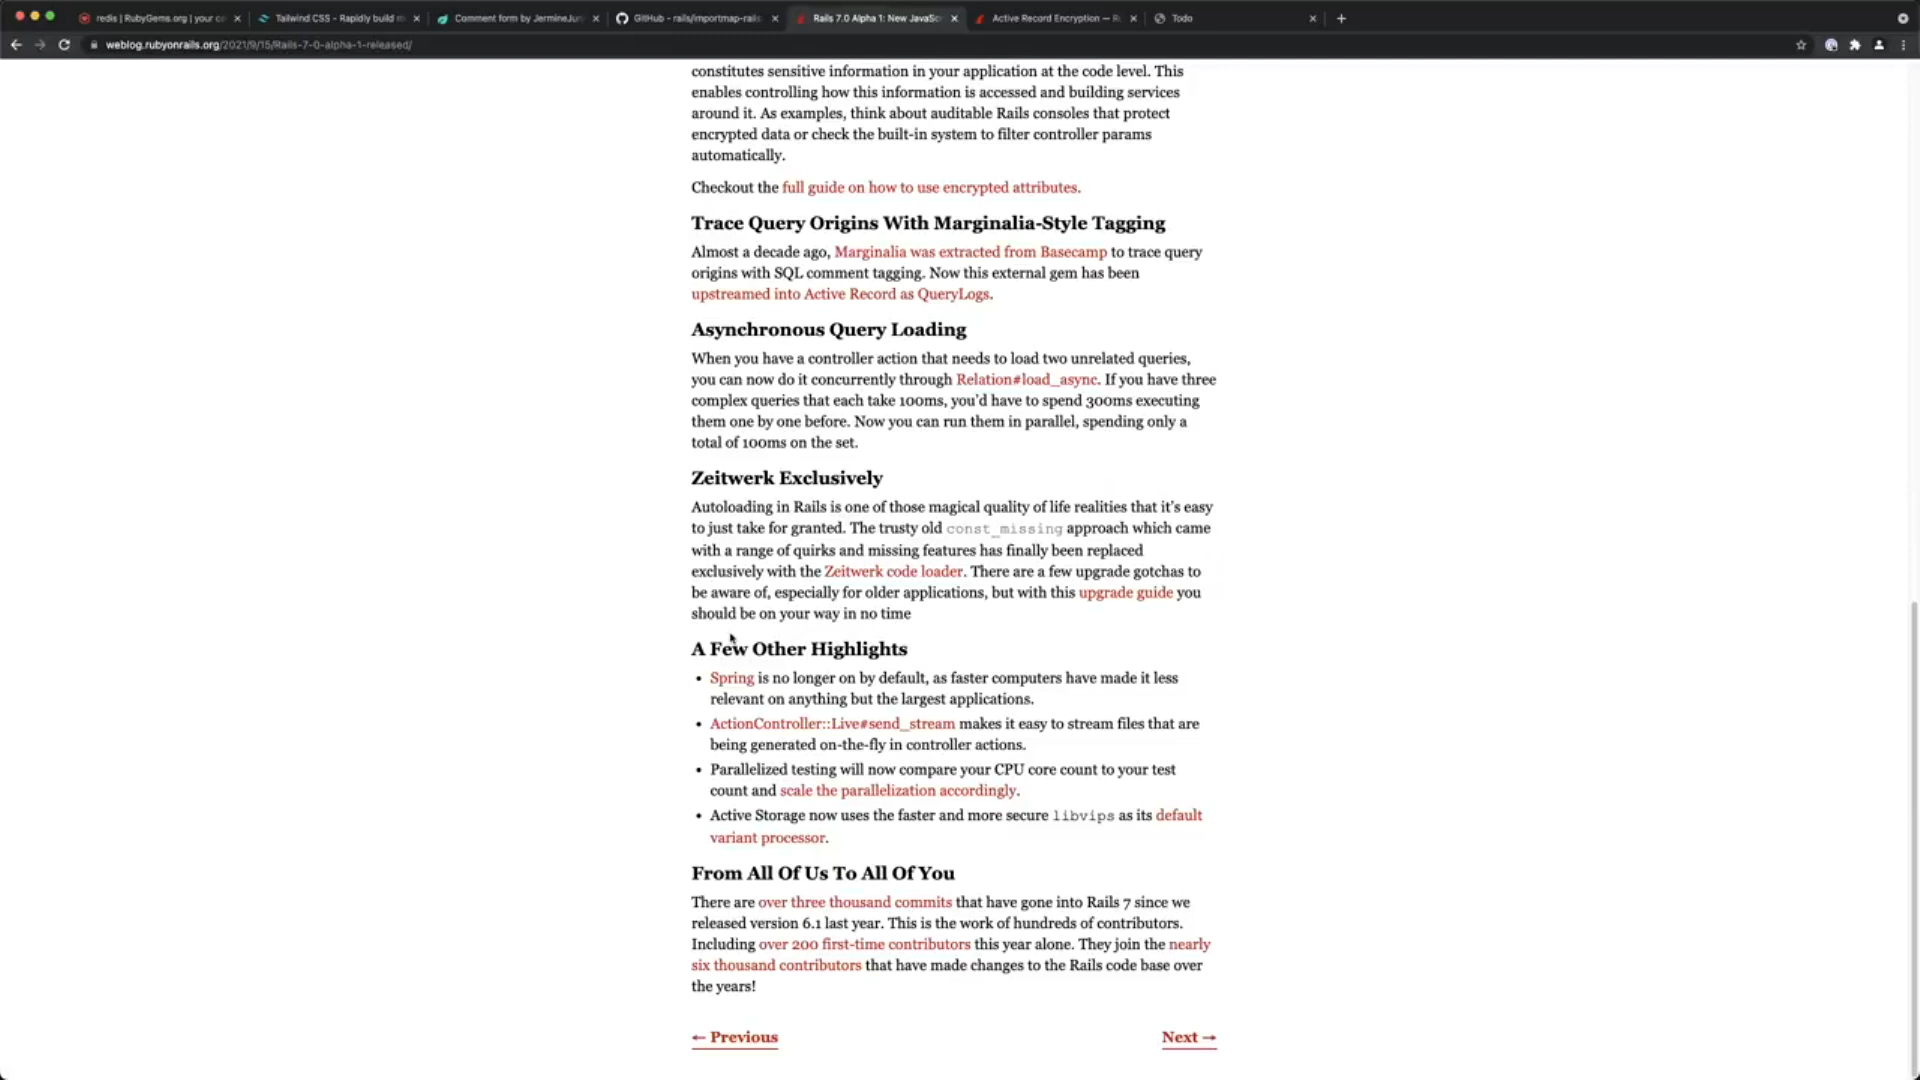 redis | RubyGems.org | your co
Tailwind CSS - Rapidly build m
Comment form by JermineJun
GitHub - rails/importmap-rails
Rails 7.0 Alpha 1: New JavaSc
Active Record Encryption — R
Todo
weblog.rubyonrails.org/2021/9/15/Rails-7-0-alpha-1-released/
constitutes sensitive information in your application at the code level. This
enables controlling how this information is accessed and building services
around it. As examples, think about auditable Rails consoles that protect
encrypted data or check the built-in system to filter controller params
automatically.
Checkout the full guide on how to use encrypted attributes.
Trace Query Origins With Marginalia-Style Tagging
Almost a decade ago, Marginalia was extracted from Basecamp to trace query
origins with SQL comment tagging. Now this external gem has been
upstreamed into Active Record as QueryLogs.
Asynchronous Query Loading
When you have a controller action that needs to load two unrelated queries,
you can now do it concurrently through Relation#load_async. If you have three
complex queries that each take 100ms, you'd have to spend 300ms executing
them one by one before. Now you can run them in parallel, spending only a
total of 100ms on the set.
Zeitwerk Exclusively
Autoloading in Rails is one of those magical quality of life realities that it's easy
to just take for granted. The trusty old const_missing approach which came
with a range of quirks and missing features has finally been replaced
exclusively with the Zeitwerk code loader. There are a few upgrade gotchas to
be aware of, especially for older applications, but with this upgrade guide you
should be on your way in no time
A Few Other Highlights
• Spring is no longer on by default, as faster computers have made it less
relevant on anything but the largest applications.
• ActionController::Live#send_stream makes it easy to stream files that are
being generated on-the-fly in controller actions.
• Parallelized testing will now compare your CPU core count to your test
count and scale the parallelization accordingly.
• Active Storage now uses the faster and more secure libvips as its default
variant processor.
From All Of Us To All Of You
There are over three thousand commits that have gone into Rails 7 since we
released version 6.1 last year. This is the work of hundreds of contributors.
Including over 200 first-time contributors this year alone. They join the nearly
six thousand contributors that have made changes to the Rails code base over
the years!
← Previous
Next →